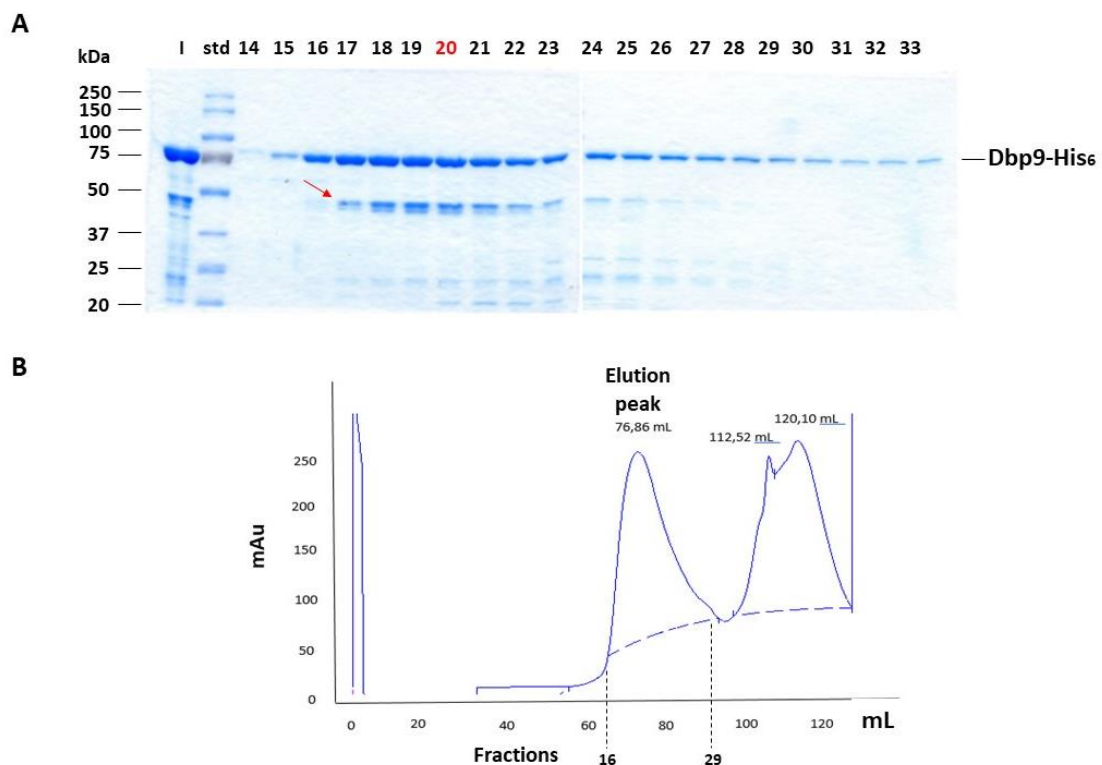 A
I std 14 15 16 17 18 19 20 21 22 23 24 25 26 27 28 29 30 31 32 33
kDa
250
150
100
75
50
37
25
20
Dbp9-His6
B
Elution
peak
76,86 mL
112,52 mL
120,10 mL
mAu
250
200
150
100
50
0
0 20 40 60 80 100 120 mL
Fractions 16 29